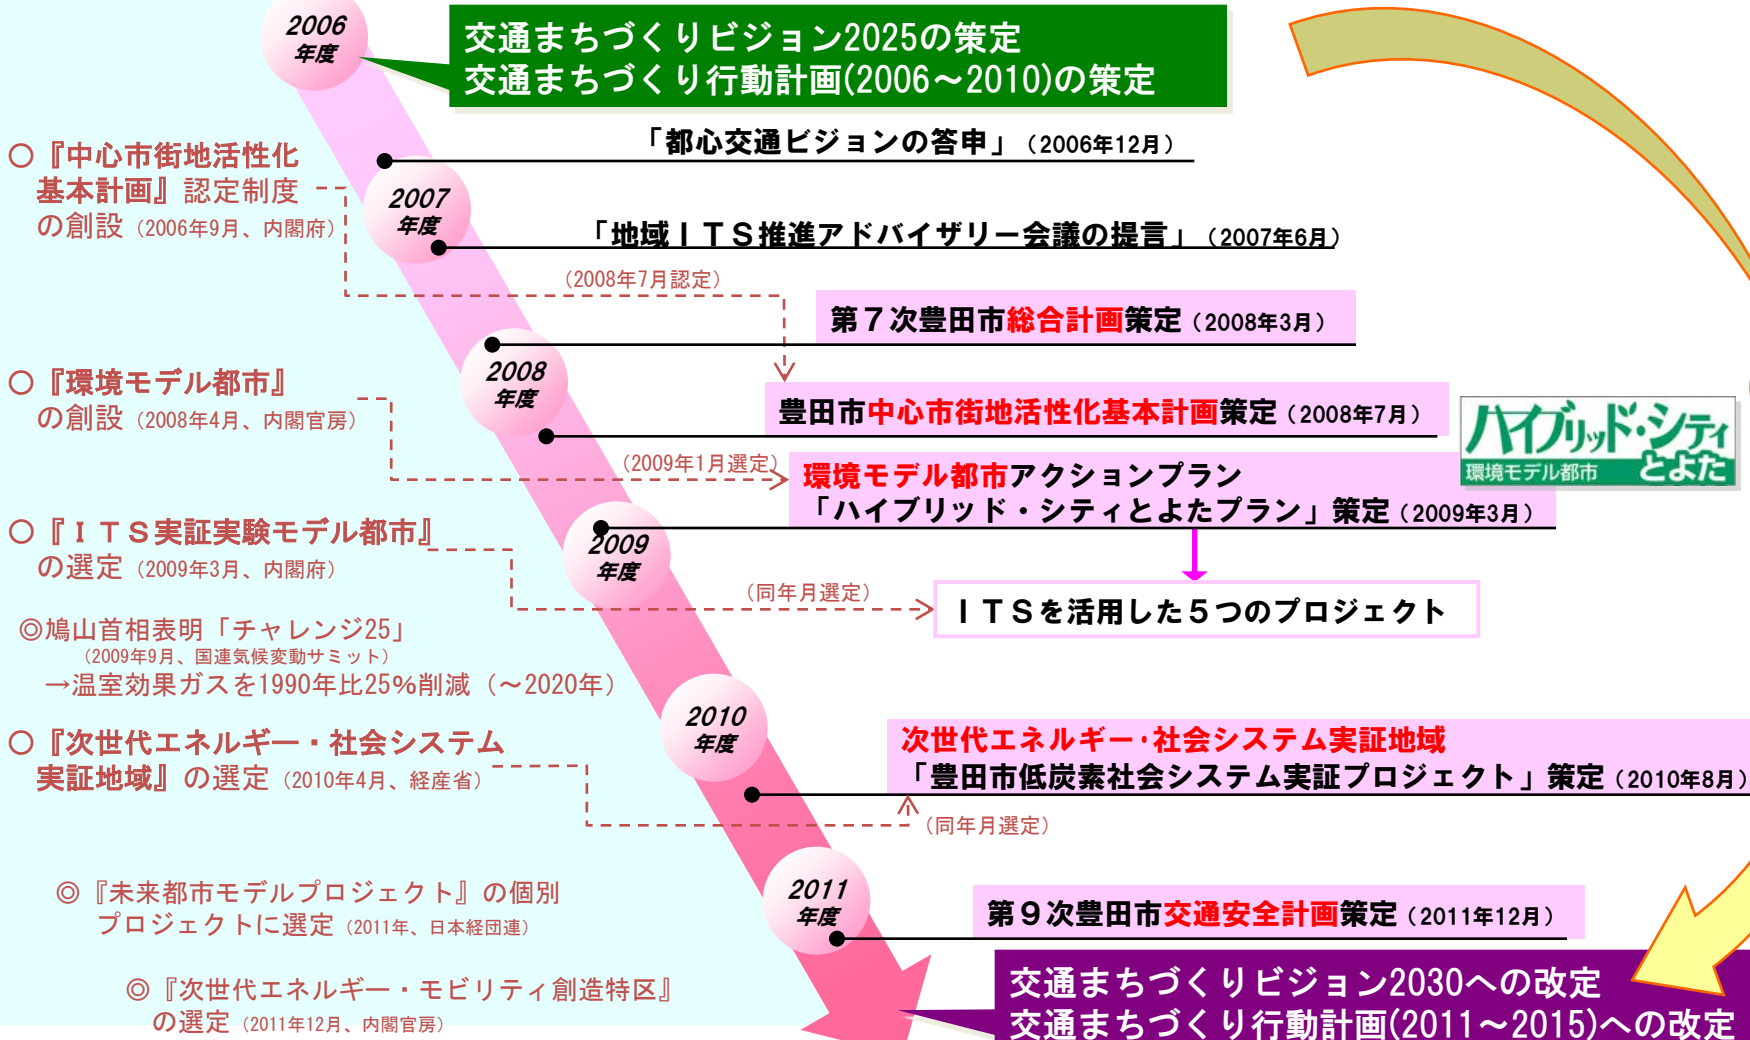 2006
年度
交通まちづくりビジョン2025の策定
交通まちづくり行動計画(2006～2010)の策定
「都心交通ビジョンの答申」（2006年12月）
○『中心市街地活性化
基本計画』認定制度
の創設（2006年9月、内閣府）
2007
年度
「地域ＩＴＳ推進アドバイザリー会議の提言」（2007年6月）
（2008年7月認定）
第７次豊田市総合計画策定（2008年3月）
2008
年度
○『環境モデル都市』
の創設（2008年4月、内閣官房）
豊田市中心市街地活性化基本計画策定（2008年7月）
ハイブリッド・シティ
環境モデル都市 とよた
（2009年1月選定）
環境モデル都市アクションプラン
「ハイブリッド・シティとよたプラン」策定（2009年3月）
○『ＩＴＳ実証実験モデル都市』
の選定（2009年3月、内閣府）
2009
年度
（同年月選定）
ＩＴＳを活用した５つのプロジェクト
◎鳩山首相表明「チャレンジ25」
（2009年9月、国連気候変動サミット）
→温室効果ガスを1990年比25%削減（～2020年）
2010
年度
○『次世代エネルギー・社会システム
実証地域』の選定（2010年4月、経産省）
次世代エネルギー・社会システム実証地域
「豊田市低炭素社会システム実証プロジェクト」策定（2010年8月）
（同年月選定）
2011
年度
◎『未来都市モデルプロジェクト』の個別
プロジェクトに選定（2011年、日本経団連）
第９次豊田市交通安全計画策定（2011年12月）
◎『次世代エネルギー・モビリティ創造特区』
の選定（2011年12月、内閣官房）
交通まちづくりビジョン2030への改定
交通まちづくり行動計画(2011～2015)への改定